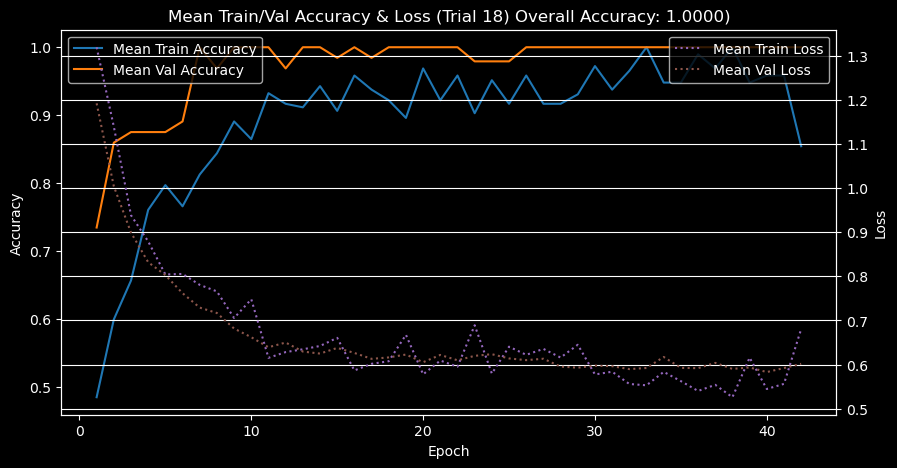 Mean Train/Val Accuracy & Loss (Trial 18) Overall Accuracy: 1.0000)
Mean Train Accuracy
Mean Val Accuracy
Mean Train Loss
Mean Val Loss
1.0
0.9
0.8
0.7
0.6
0.5
Accuracy
1.3
1.2
1.1
1.0
0.9
0.8
0.7
0.6
0.5
Loss
0
10
20
30
40
Epoch